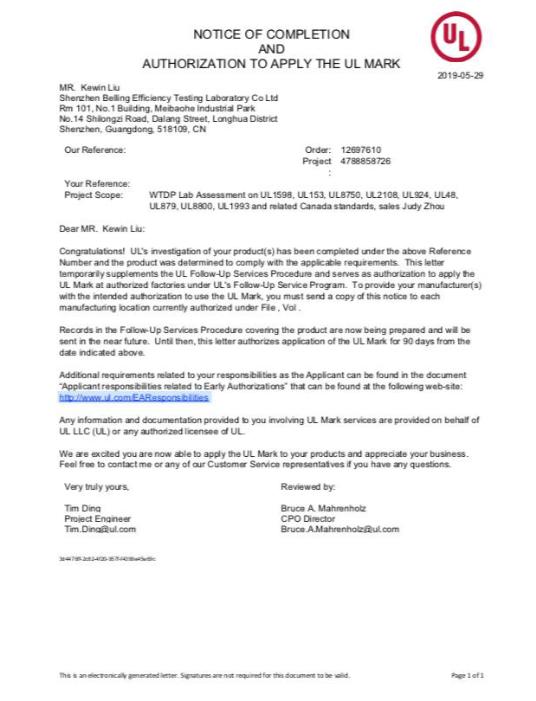 NOTICE OF COMPLETION
AND
AUTHORIZATION TO APPLY THE UL MARK
UL
2019-05-29
MR. Kewin Liu
Shenzhen Belling Efficiency Testing Laboratory Co Ltd
Rm 101, No.1 Building, Meibaohe Industrial Park
No.14 Shilongzi Road, Dalang Street, Longhua District
Shenzhen, Guangdong, 518109, CN
Our Reference: Order: 12697610
Project 4788858726
:
Your Reference:
Project Scope: WTDP Lab Assessment on UL1598, UL153, UL8750, UL2108, UL924, UL48,
UL879, UL8800, UL1993 and related Canada standards, sales Judy Zhou
Dear MR. Kewin Liu:
Congratulations! UL's investigation of your product(s) has been completed under the above Reference
Number and the product was determined to comply with the applicable requirements. This letter
temporarily supplements the UL Follow-Up Services Procedure and serves as authorization to apply the
UL Mark at authorized factories under UL's Follow-Up Service Program. To provide your manufacturer(s)
with the intended authorization to use the UL Mark, you must send a copy of this notice to each
manufacturing location currently authorized under File , Vol .
Records in the Follow-Up Services Procedure covering the product are now being prepared and will be
sent in the near future. Until then, this letter authorizes application of the UL Mark for 90 days from the
date indicated above.
Additional requirements related to your responsibilities as the Applicant can be found in the document
“Applicant responsibilities related to Early Authorizations” that can be found at the following web-site:
http://www.ul.com/EAResponsibilities
Any information and documentation provided to you involving UL Mark services are provided on behalf of
UL LLC (UL) or any authorized licensee of UL.
We are excited you are now able to apply the UL Mark to your products and appreciate your business.
Feel free to contact me or any of our Customer Service representatives if you have any questions.
Very truly yours, Reviewed by:
Tim Ding Bruce A. Mahrenholz
Project Engineer CPO Director
Tim.Ding@ul.com Bruce.A.Mahrenholz@ul.com
This is an electronically generated letter. Signatures are not required for this document to be valid. Page 1 of 1